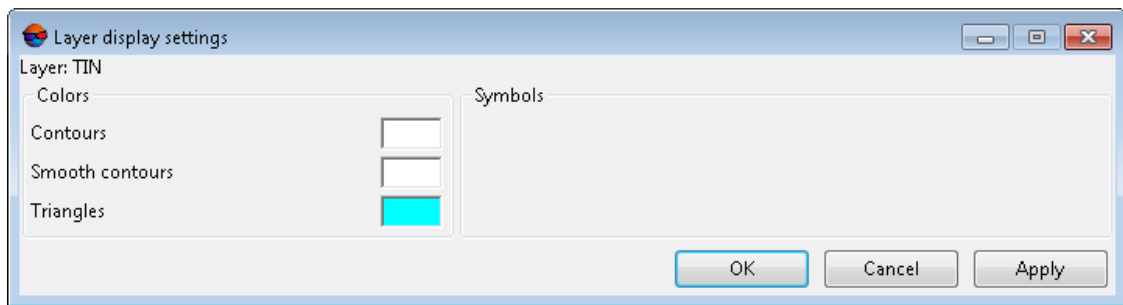 Layer display settings
Layer: TIN
Colors
Symbols
Contours
Smooth contours
Triangles
OK
Cancel
Apply